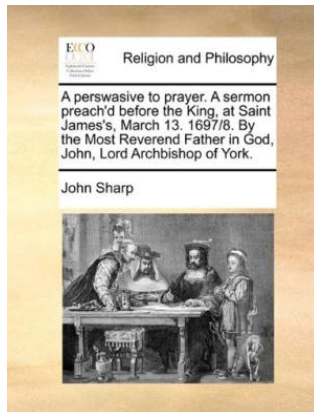 ECCO
Religion and Philosophy
A perswasive to prayer. A sermon
preach'd before the King, at Saint
James's, March 13. 1697/8. By
the Most Reverend Father in God,
John, Lord Archbishop of York.
John Sharp